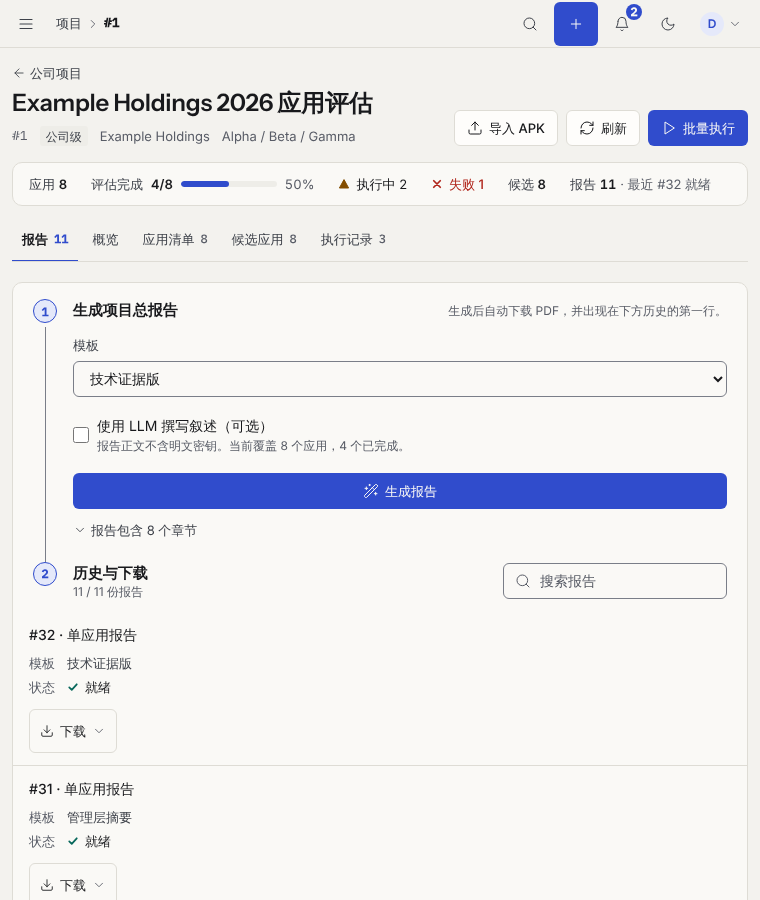 项目 > #1
2
D
公司项目
Example Holdings 2026 应用评估
#1 公司级 Example Holdings Alpha / Beta / Gamma
导入 APK 刷新 批量执行
应用 8 评估完成 4/8 50% 执行中 2 失败 1 候选 8 报告 11 · 最近 #32 就绪
报告 11 概览 应用清单 8 候选应用 8 执行记录 3
1 生成项目总报告 生成后自动下载 PDF，并出现在下方历史的第一行。
模板
技术证据版
使用 LLM 撰写叙述（可选）
报告正文不含明文密钥。当前覆盖 8 个应用，4 个已完成。
生成报告
报告包含 8 个章节
2 历史与下载 搜索报告
11 / 11 份报告
#32 · 单应用报告
模板 技术证据版
状态 就绪
下载
#31 · 单应用报告
模板 管理层摘要
状态 就绪
下载